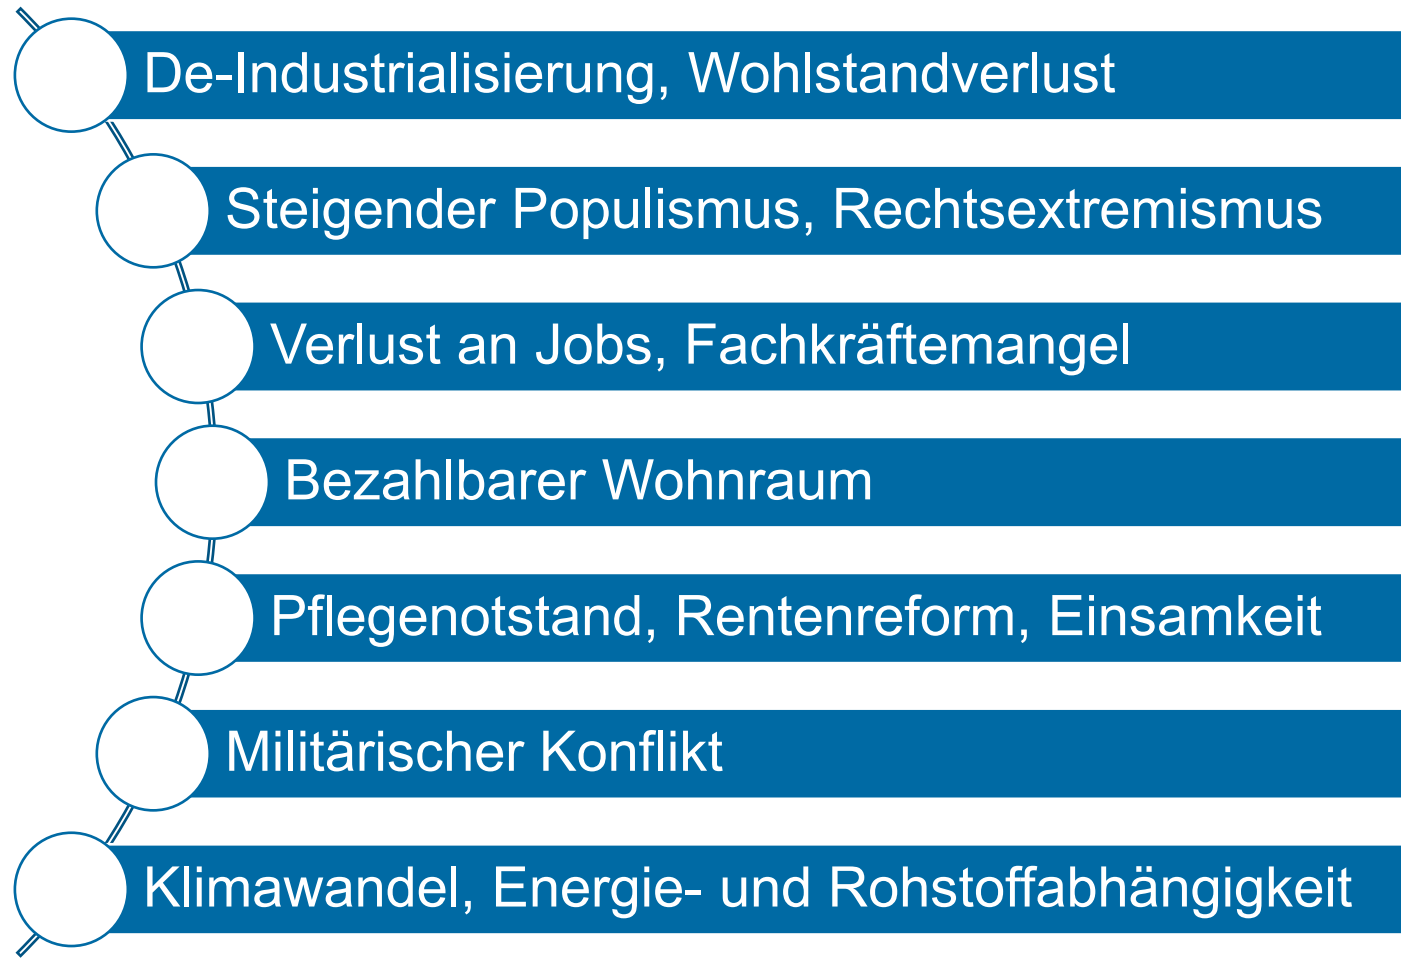 De-Industrialisierung, Wohlstandverlust
Steigender Populismus, Rechtsextremismus
Verlust an Jobs, Fachkräftemangel
Bezahlbarer Wohnraum
Pflegenotstand, Rentenreform, Einsamkeit
Militärischer Konflikt
Klimawandel, Energie- und Rohstoffabhängigkeit